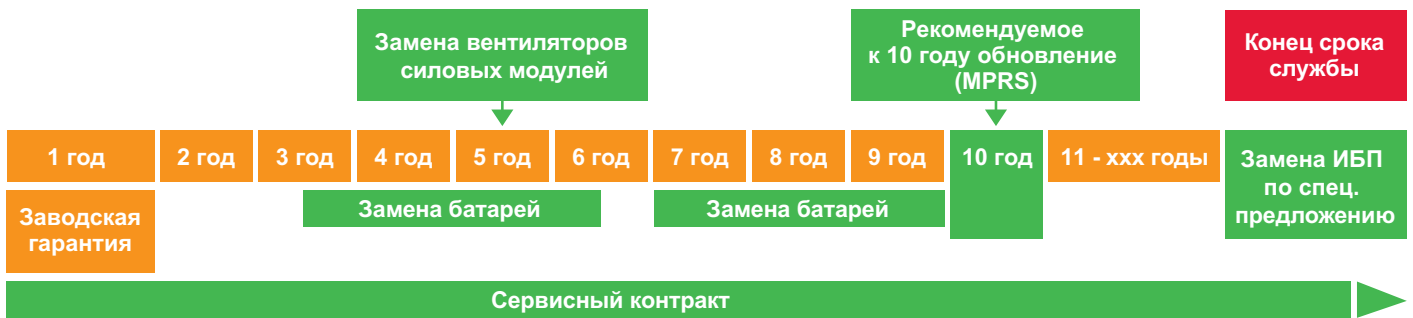 Замена вентиляторов
силовых модулей
Рекомендуемое
к 10 году обновление
(MPRS)
Конец срока
службы
1 год
2 год
3 год
4 год
5 год
6 год
7 год
8 год
9 год
10 год
11 - xxx годы
Замена ИБП
по спец.
предложению
Заводская
гарантия
Замена батарей
Замена батарей
Сервисный контракт